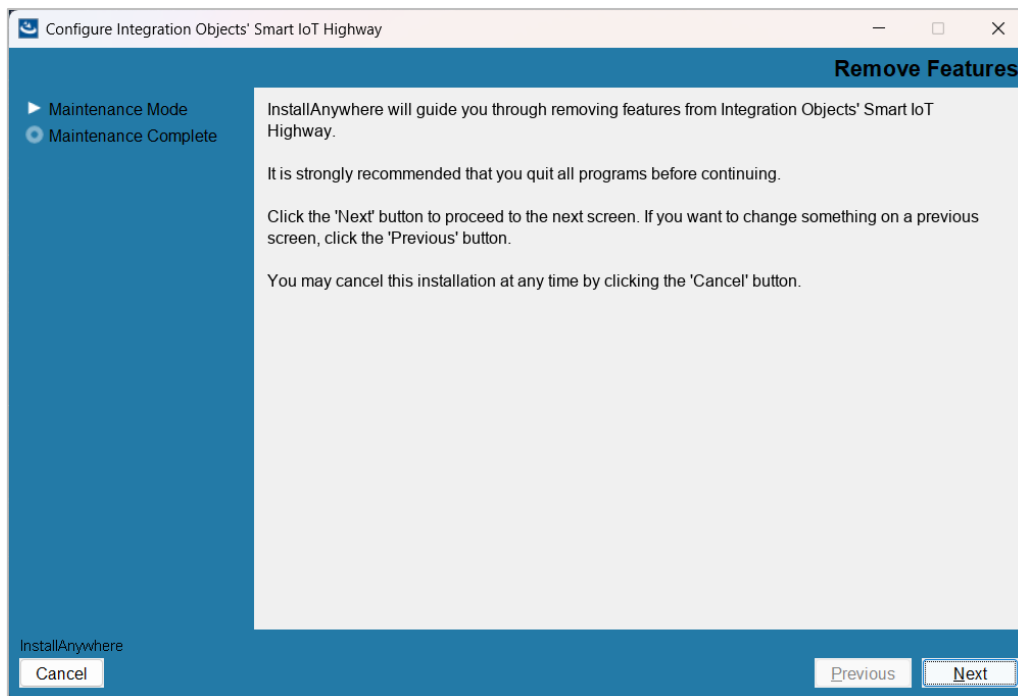 Configure Integration Objects' Smart IoT Highway
Remove Features
Maintenance Mode
Maintenance Complete
InstallAnywhere will guide you through removing features from Integration Objects' Smart IoT
Highway.
It is strongly recommended that you quit all programs before continuing.
Click the 'Next' button to proceed to the next screen. If you want to change something on a previous
screen, click the 'Previous' button.
You may cancel this installation at any time by clicking the 'Cancel' button.
InstallAnywhere
Cancel
Previous
Next